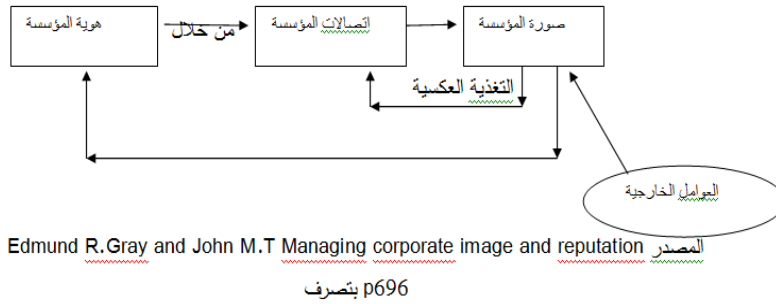 صورة المؤسسة
اتصالات المؤسسة
هوية المؤسسة
من خلال
التغذية العكسية
العوامل الخارجية
المصدر Edmund R.Gray and John M.T Managing corporate image and reputation
p696 بتصرف